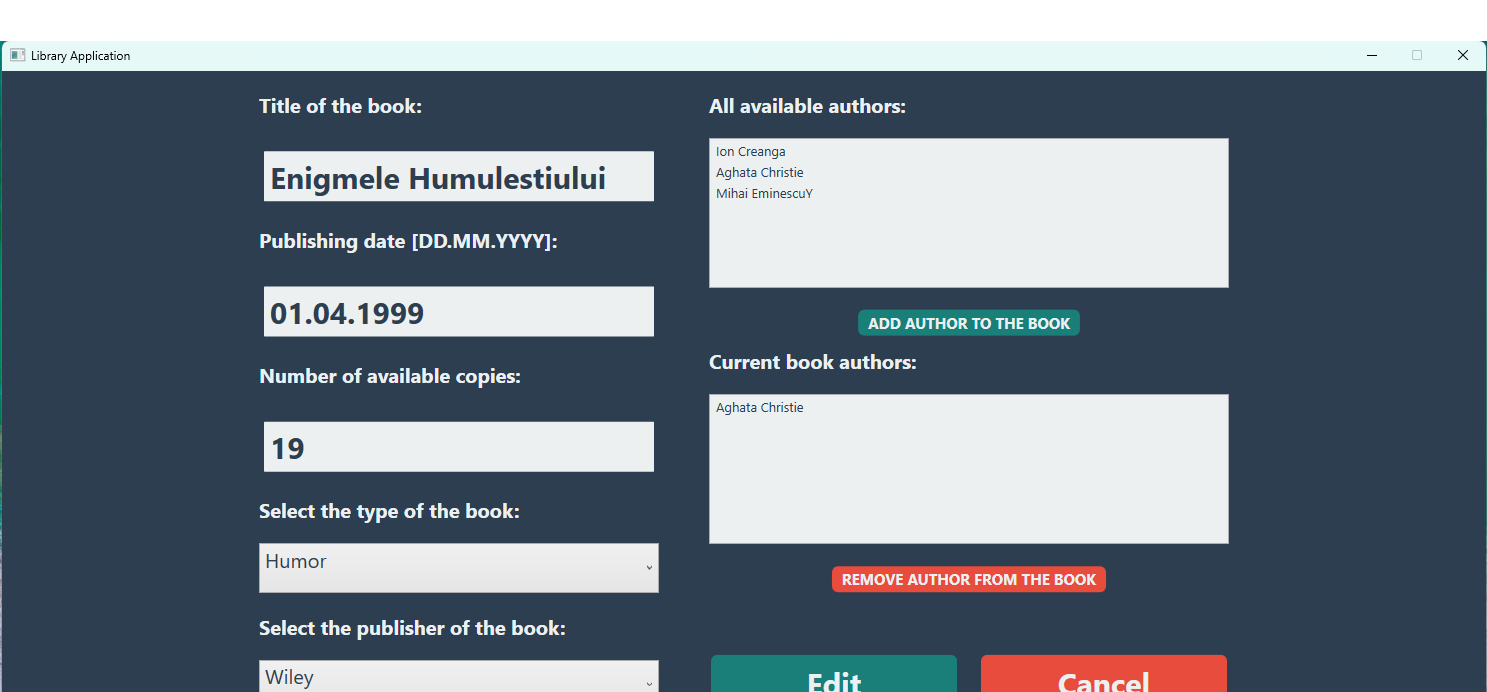 Library Application
Title of the book:
Enigmele Humulestiului
Publishing date [DD.MM.YYYY]:
01.04.1999
Number of available copies:
19
Select the type of the book:
Humor
Select the publisher of the book:
Wiley
All available authors:
Ion Creanga
Aghata Christie
Mihai EminescuY
ADD AUTHOR TO THE BOOK
Current book authors:
Aghata Christie
REMOVE AUTHOR FROM THE BOOK
Edit
Cancel